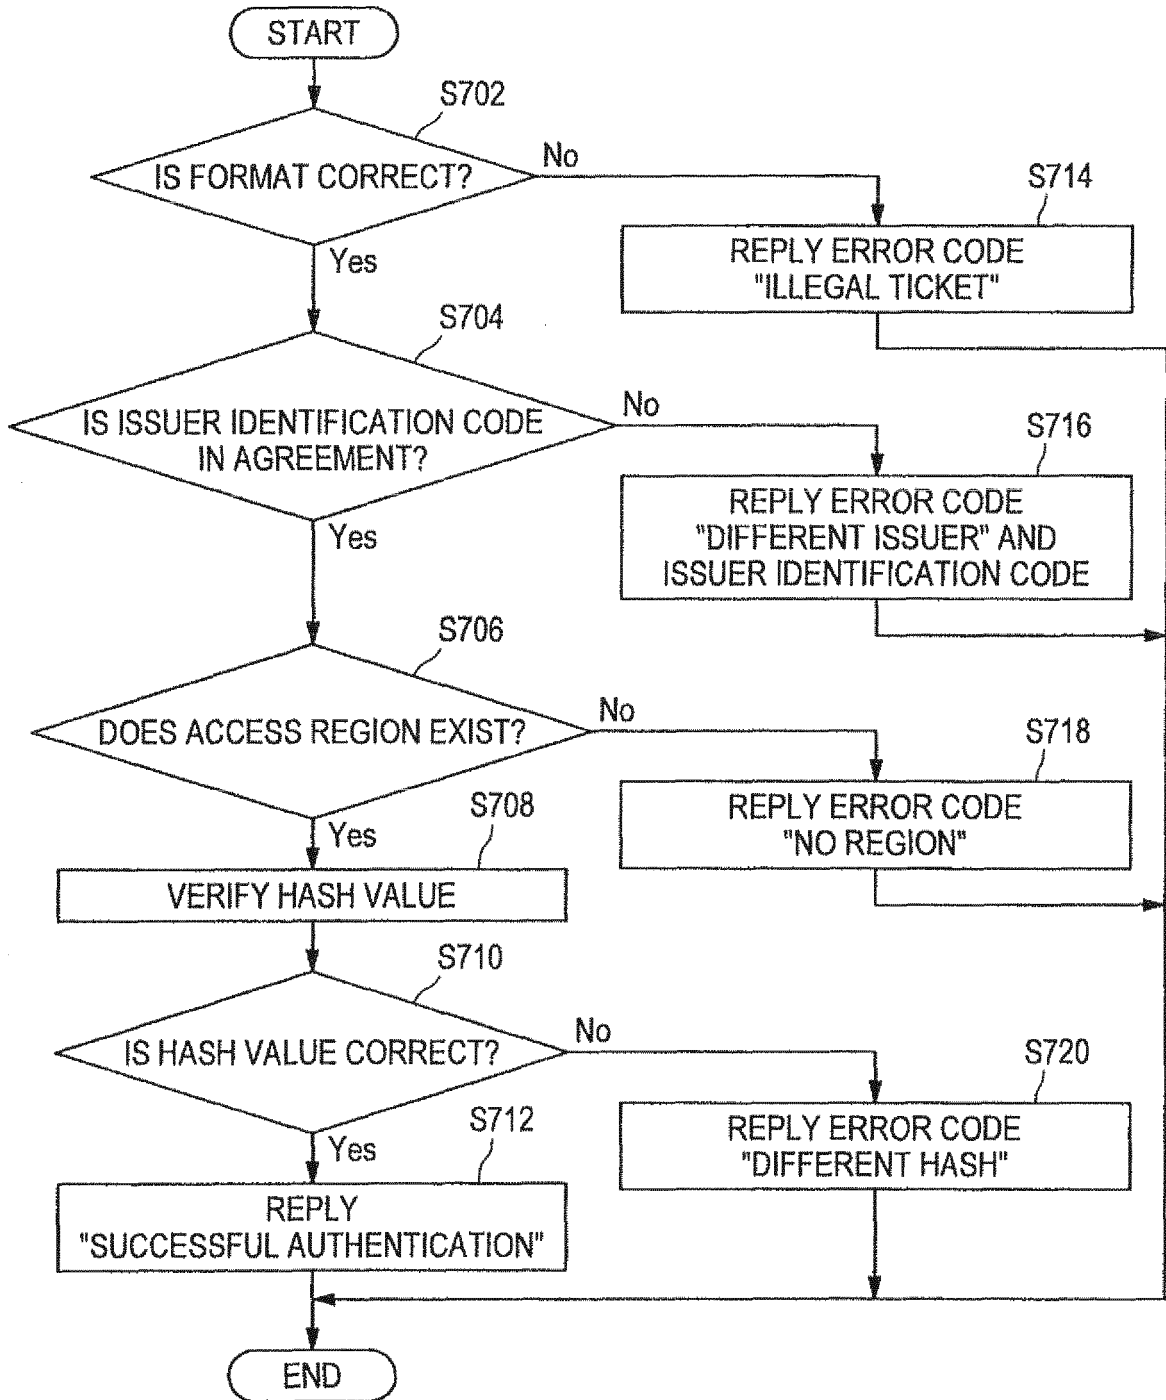 START
S702
IS FORMAT CORRECT?
No
S714
REPLY ERROR CODE
"ILLEGAL TICKET"
Yes
S704
IS ISSUER IDENTIFICATION CODE
IN AGREEMENT?
No
S716
REPLY ERROR CODE
"DIFFERENT ISSUER" AND
ISSUER IDENTIFICATION CODE
Yes
S706
DOES ACCESS REGION EXIST?
No
S718
REPLY ERROR CODE
"NO REGION"
Yes
S708
VERIFY HASH VALUE
S710
IS HASH VALUE CORRECT?
No
S720
REPLY ERROR CODE
"DIFFERENT HASH"
Yes
S712
REPLY
"SUCCESSFUL AUTHENTICATION"
END